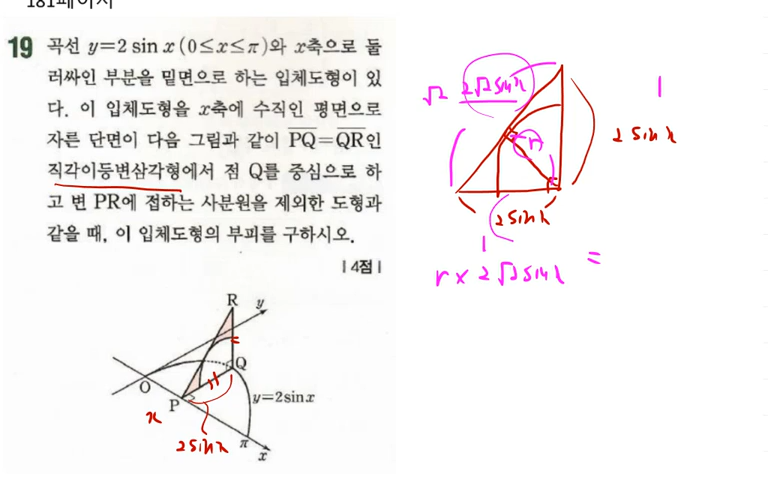 181페이지
19 곡선 y=2 sin x (0≤x≤π)와 x축으로 둘
러싸인 부분을 밑면으로 하는 입체도형이 있
다. 이 입체도형을 x축에 수직인 평면으로
자른 단면이 다음 그림과 같이 PQ=QR인
직각이등변삼각형에서 점 Q를 중심으로 하
고 변 PR에 접하는 사분원을 제외한 도형과
같을 때, 이 입체도형의 부피를 구하시오.
|4점|
R y
Q
O
P
y=2sinx
x
2sinx
π
x
√2 2√2sinx
1
r
2sinx
2sinx
1
r×2√2sinx =